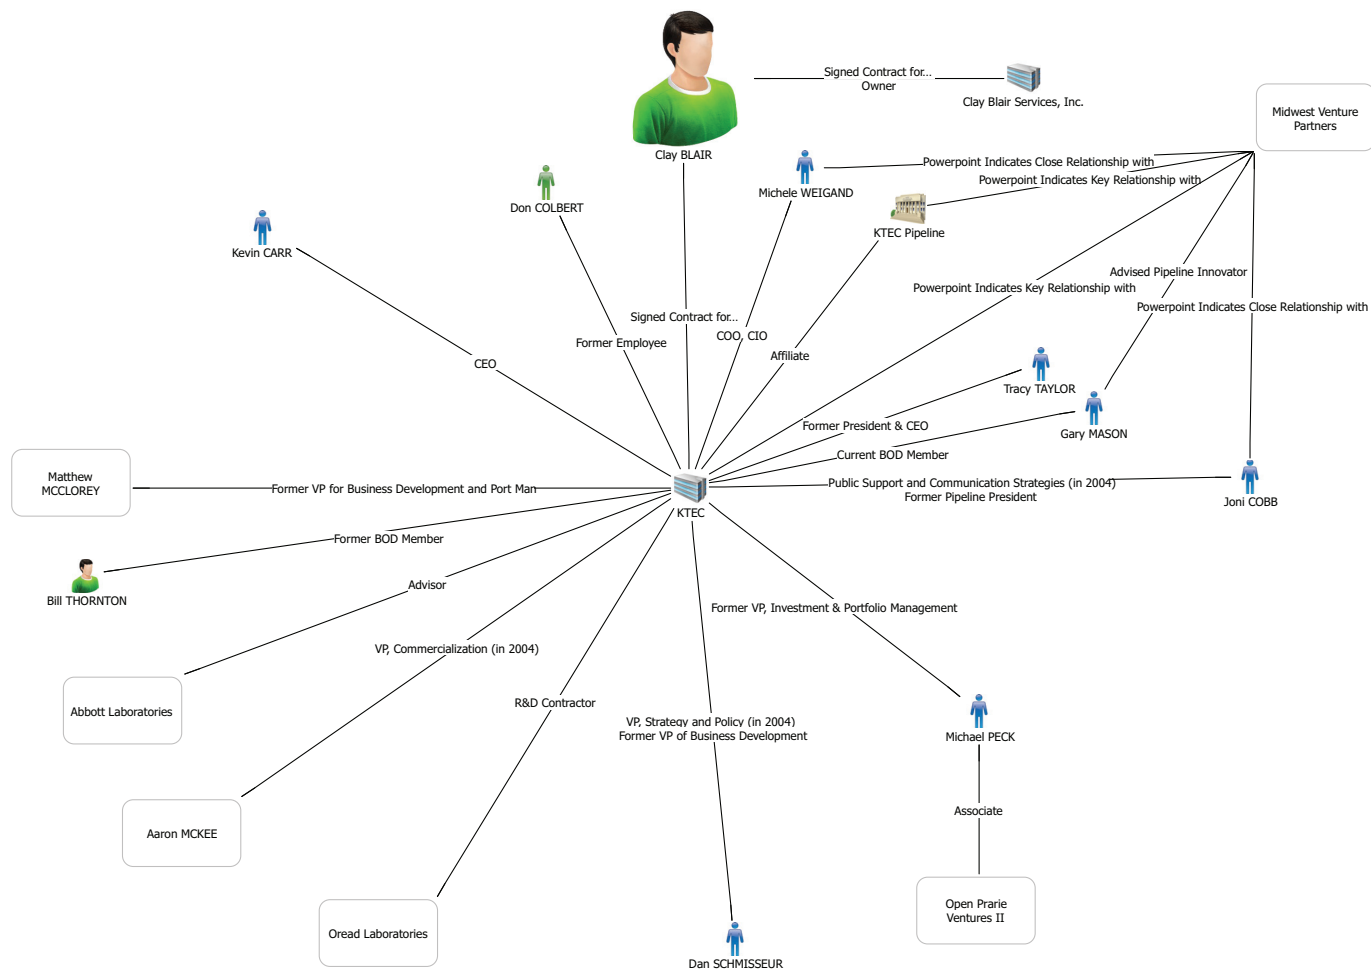 Signed Contract for...
Owner
Clay Blair Services, Inc.
Midwest Venture
Partners
Clay BLAIR
Powerpoint Indicates Close Relationship with
Michele WEIGAND
Powerpoint Indicates Key Relationship with
Don COLBERT
KTEC Pipeline
Kevin CARR
Advised Pipeline Innovator
Powerpoint Indicates Key Relationship with
Powerpoint Indicates Close Relationship with
Signed Contract for...
Former Employee
COO, CIO
Affiliate
CEO
Tracy TAYLOR
Former President & CEO
Gary MASON
Current BOD Member
Matthew
MCCLOREY
Former VP for Business Development and Port Man
Public Support and Communication Strategies (in 2004)
Former Pipeline President
Joni COBB
KTEC
Former BOD Member
Bill THORNTON
Advisor
Former VP, Investment & Portfolio Management
VP, Commercialization (in 2004)
Abbott Laboratories
R&D Contractor
VP, Strategy and Policy (in 2004)
Former VP of Business Development
Michael PECK
Associate
Aaron MCKEE
Open Prarie
Ventures II
Oread Laboratories
Dan SCHMISSEUR